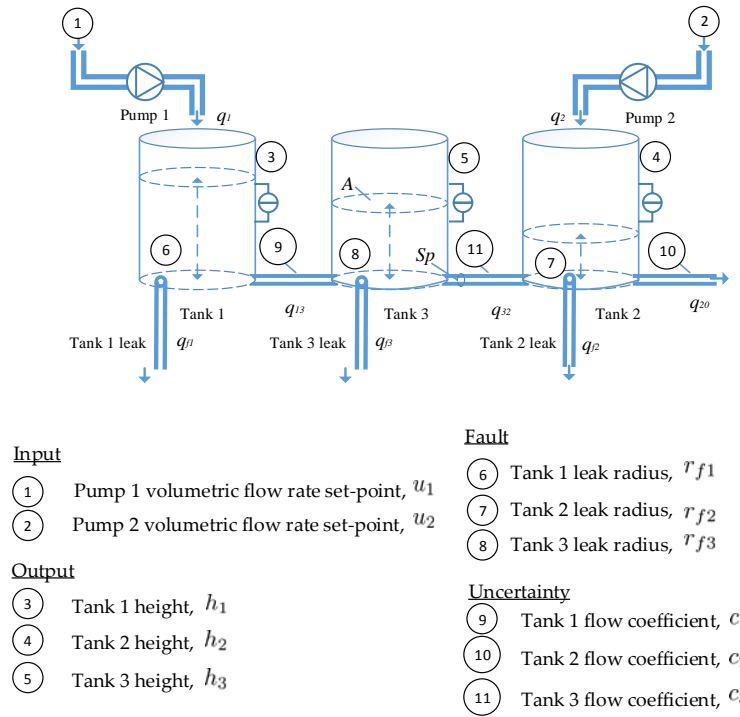 1
2
Pump 1
q1
q2
Pump 2
3
5
4
A
6
9
8
Sp
11
7
10
Tank 1
q13
Tank 3
q32
Tank 2
q20
Tank 1 leak
qf1
Tank 3 leak
qf3
Tank 2 leak
qf2
Input
1 Pump 1 volumetric flow rate set-point, u1
2 Pump 2 volumetric flow rate set-point, u2
Output
3 Tank 1 height, h1
4 Tank 2 height, h2
5 Tank 3 height, h3
Fault
6 Tank 1 leak radius, rf1
7 Tank 2 leak radius, rf2
8 Tank 3 leak radius, rf3
Uncertainty
9 Tank 1 flow coefficient, c
10 Tank 2 flow coefficient, c
11 Tank 3 flow coefficient, c